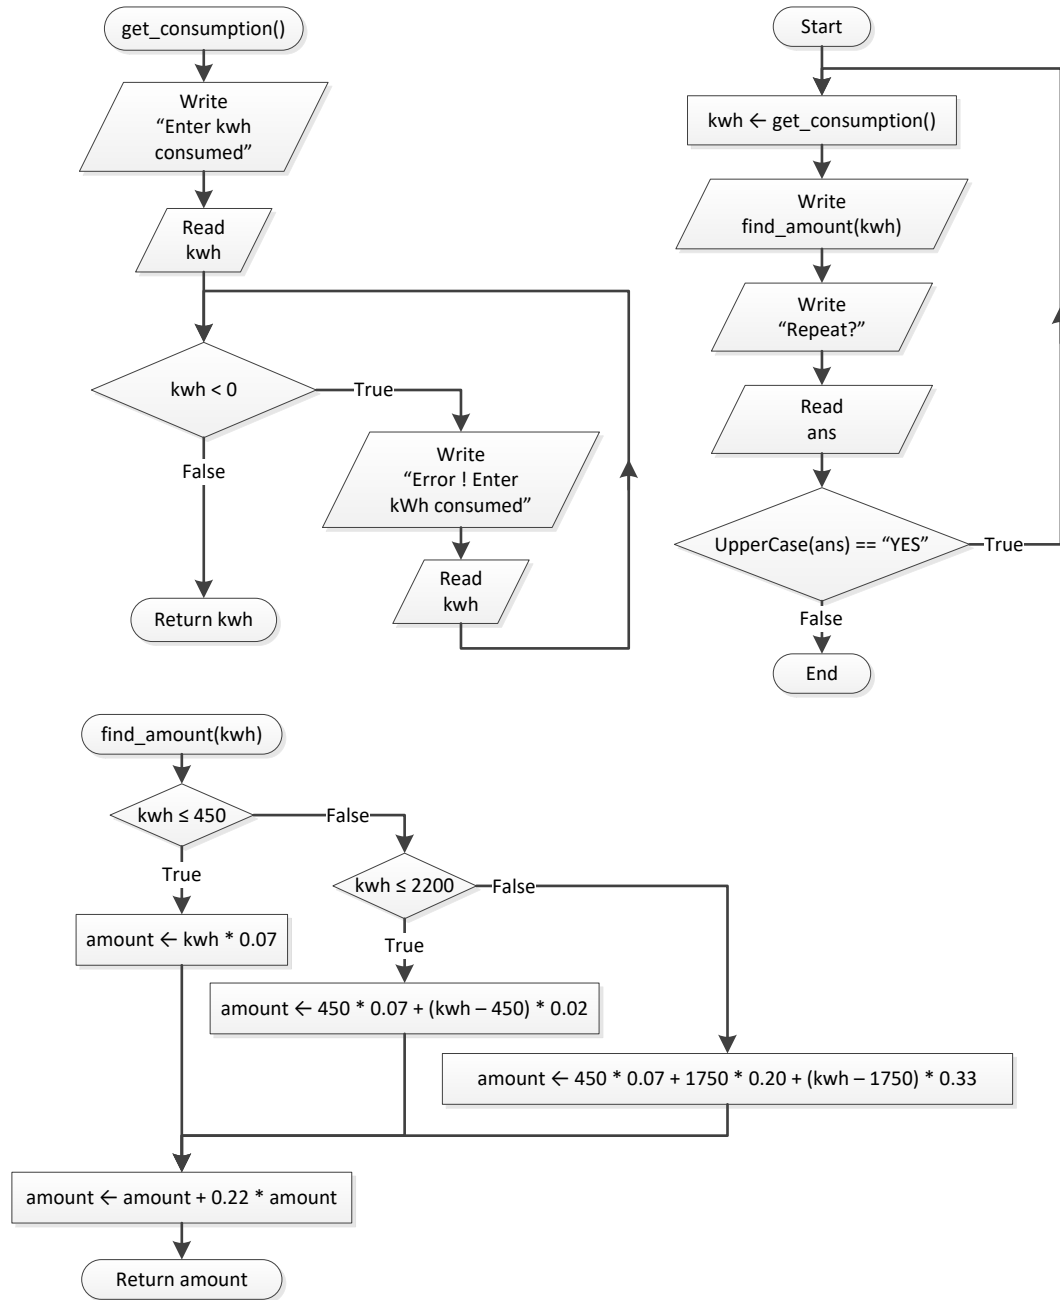 get_consumption()
Write
“Enter kwh
consumed”
Read
kwh
kwh < 0
True
False
Write
“Error ! Enter
kWh consumed”
Read
kwh
Return kwh
Start
kwh ← get_consumption()
Write
find_amount(kwh)
Write
“Repeat?”
Read
ans
UpperCase(ans) == “YES”
True
False
End
find_amount(kwh)
kwh ≤ 450
False
True
kwh ≤ 2200
False
True
amount ← kwh * 0.07
amount ← 450 * 0.07 + (kwh – 450) * 0.02
amount ← 450 * 0.07 + 1750 * 0.20 + (kwh – 1750) * 0.33
amount ← amount + 0.22 * amount
Return amount